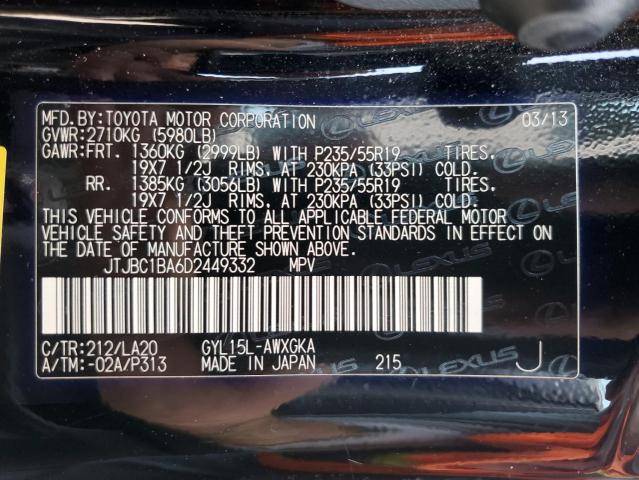 MFD.BY:TOYOTA MOTOR CORPORATION 03/13
GVWR:2710KG (5980LB)
GAWR:FRT. 1360KG (2999LB) WITH P235/55R19 TIRES.
19X7 1/2J RIMS. AT 230KPA (33PSI) COLD.
RR. 1385KG (3056LB) WITH P235/55R19 TIRES.
19X7 1/2J RIMS. AT 230KPA (33PSI) COLD.
THIS VEHICLE CONFORMS TO ALL APPLICABLE FEDERAL MOTOR
VEHICLE SAFETY AND THEFT PREVENTION STANDARDS IN EFFECT ON
THE DATE OF MANUFACTURE SHOWN ABOVE.
JTJBC1BA6D2449332 MPV
C/TR:212/LA20 GYL15L-AWXGKA
A/TM:-02A/P313 MADE IN JAPAN 215 J
LEXUS
LEXUS